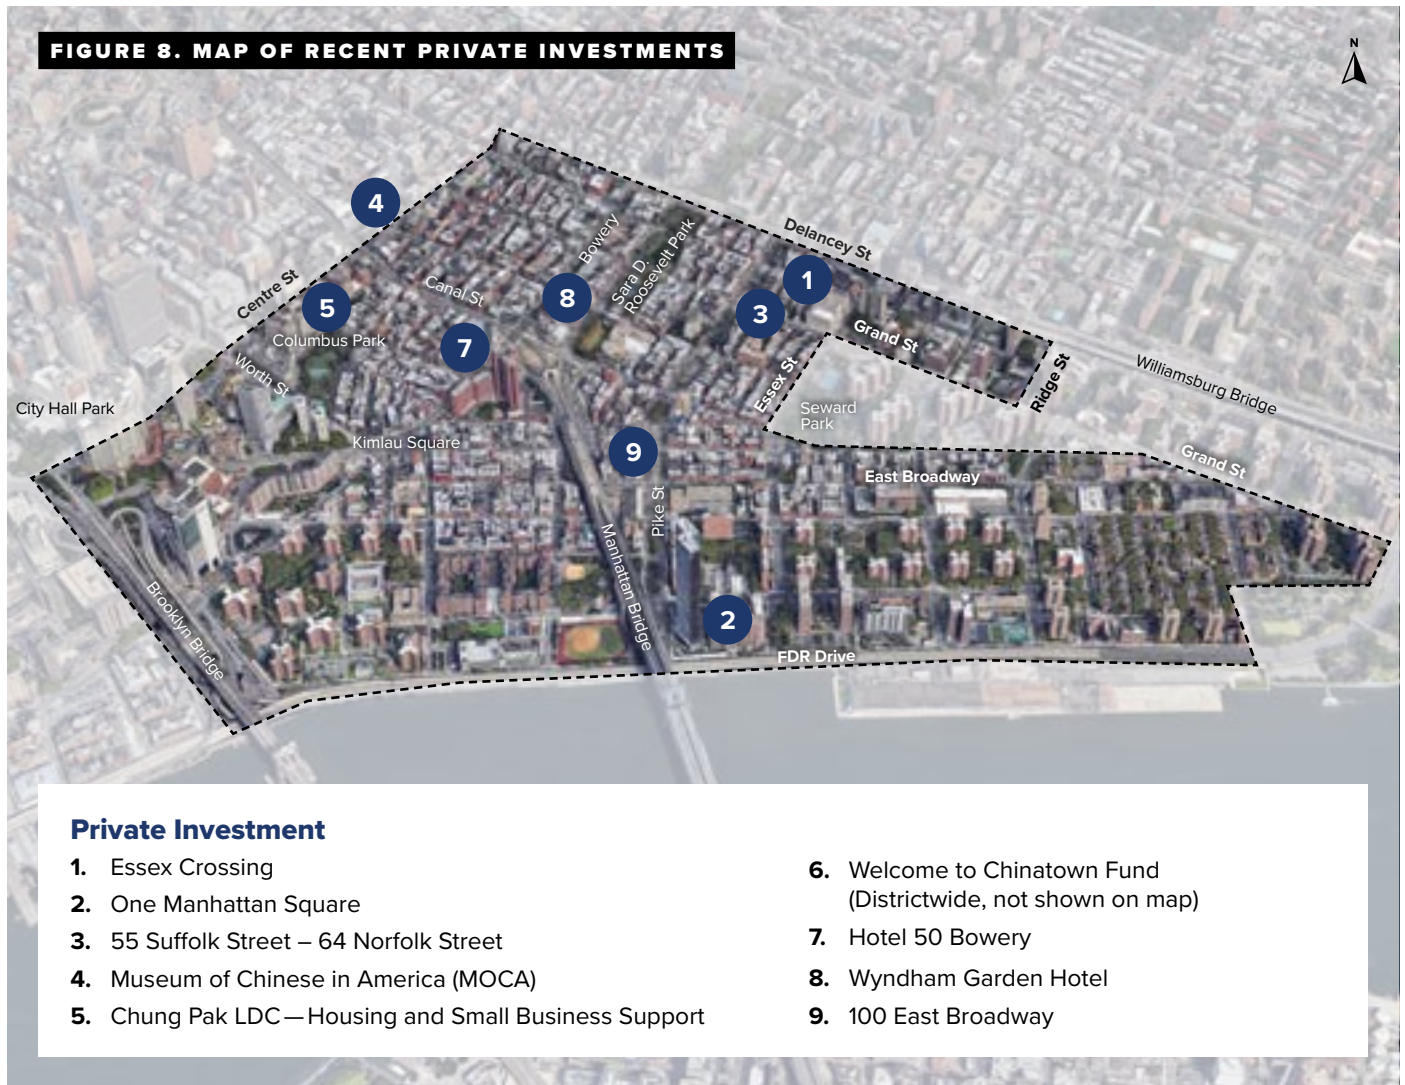 FIGURE 8. MAP OF RECENT PRIVATE INVESTMENTS
N
4
Bowery
Sara D.
Roosevelt Park
Delancey St
Centre St
Canal St
1
5
8
3
Columbus Park
7
Grand St
Worth St
Essex St
Ridge St
Williamsburg Bridge
City Hall Park
Seward
Park
Kimlau Square
9
Grand St
East Broadway
Pike St
Manhattan Bridge
Brooklyn Bridge
2
FDR Drive
Private Investment
1. Essex Crossing
2. One Manhattan Square
3. 55 Suffolk Street – 64 Norfolk Street
4. Museum of Chinese in America (MOCA)
5. Chung Pak LDC — Housing and Small Business Support
6. Welcome to Chinatown Fund
(Districtwide, not shown on map)
7. Hotel 50 Bowery
8. Wyndham Garden Hotel
9. 100 East Broadway